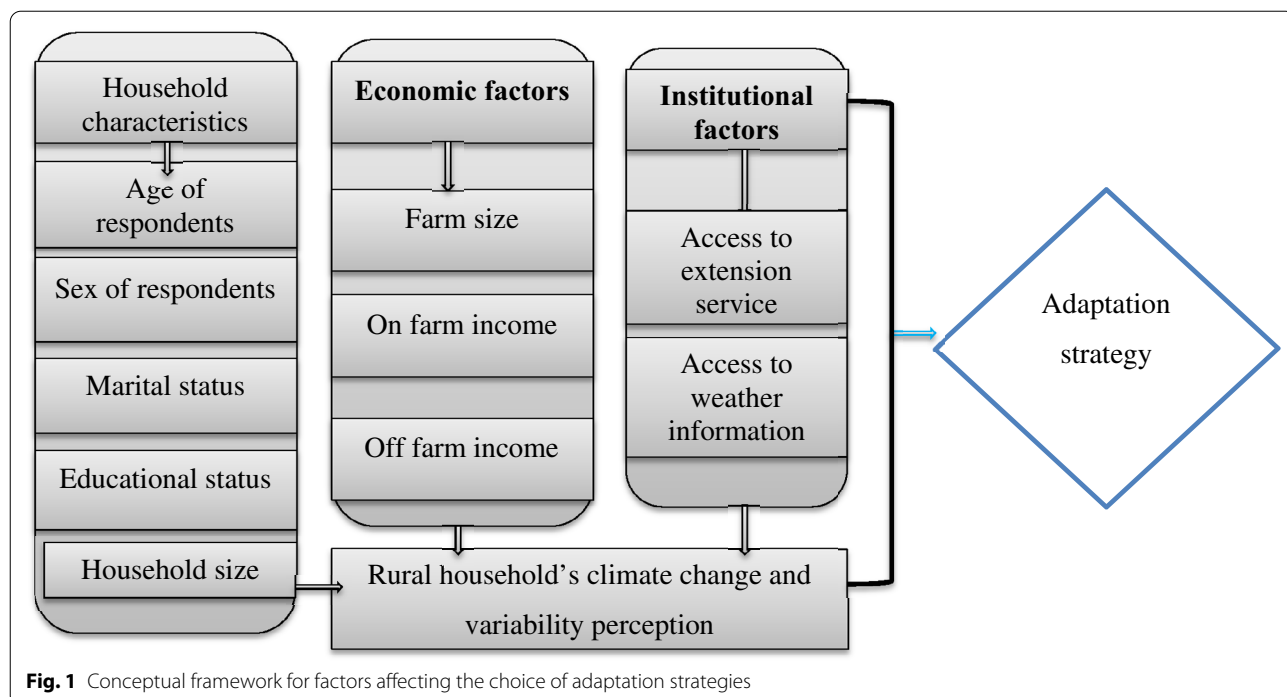 Household
characteristics
Age of
respondents
Sex of respondents
Marital status
Educational status
Household size
Economic factors
Farm size
On farm income
Off farm income
Institutional
factors
Access to
extension
service
Access to
weather
information
Rural household's climate change and
variability perception
Adaptation
strategy
Fig. 1 Conceptual framework for factors affecting the choice of adaptation strategies